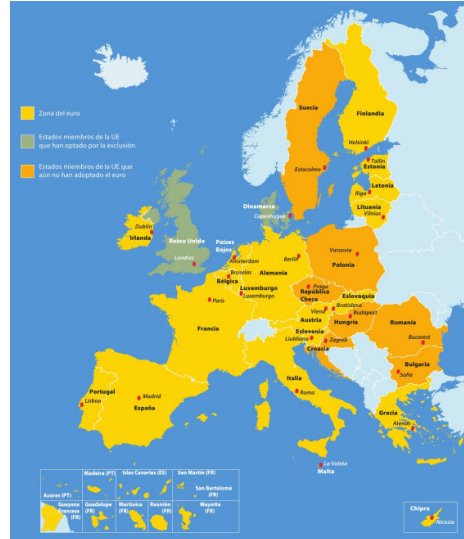 Zona del euro
Estados miembros de la UE
que han optado por la exclusión
Estados miembros de la UE que
aún no han adoptado el euro
Suecia
Finlandia
Helsinki
Estocolmo
Tallin
Estonia
Riga
Letonia
Lituania
Vilnius
Dinamarca
Copenhague
Dublín
Irlanda
Reino Unido
Londres
Países
Bajos
Amsterdam
Berlín
Varsovia
Polonia
Bruselas
Bélgica
Alemania
Luxemburgo
Luxemburgo
Praga
República
Checa
Eslovaquia
París
Viena
Bratislava
Budapest
Austria
Hungría
Francia
Eslovenia
Liubliana
Zagreb
Croacia
Rumanía
Bucarest
Bulgaria
Sofía
Italia
Roma
Portugal
Lisboa
Madrid
España
Grecia
Atenas
La Valeta
Malta
Azores (PT)
Madeira (PT)
Islas Canarias (ES)
San Martín (FR)
San Bartolomé
(FR)
Guayana
Francesa
(FR)
Guadalupe
(FR)
Martinica
(FR)
Reunión
(FR)
Mayotte
(FR)
Chipre
Nicosia